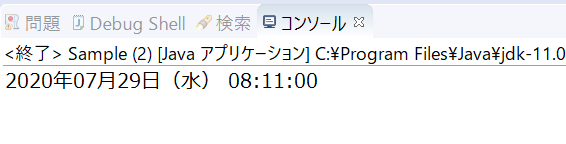 問題 Debug Shell 検索 コンソール
<終了> Sample (2) [Java アプリケーション] C:¥Program Files¥Java¥jdk-11.0
2020年07月29日（水） 08:11:00